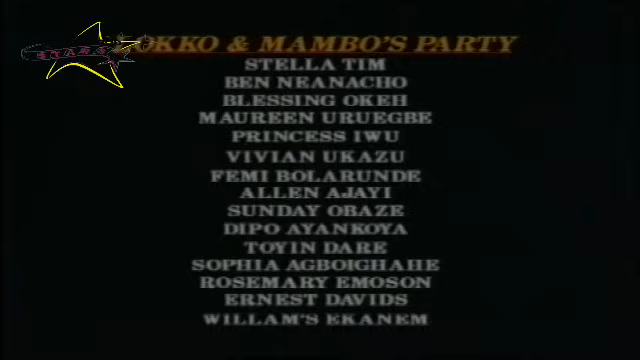 OKKO & MAMBO'S PARTY
STELLA TIM
BEN NEANACHO
BLESSING OKEH
MAUREEN URUEGBE
PRINCESS IWU
VIVIAN UKAZU
FEMI BOLARUNDE
ALLEN AJAYI
SUNDAY OBAZE
DIPO AYANKOYA
TOYIN DARE
SOPHIA AGBOIGHAHE
ROSEMARY EMOSON
ERNEST DAVIDS
WILLAM'S EKANEM